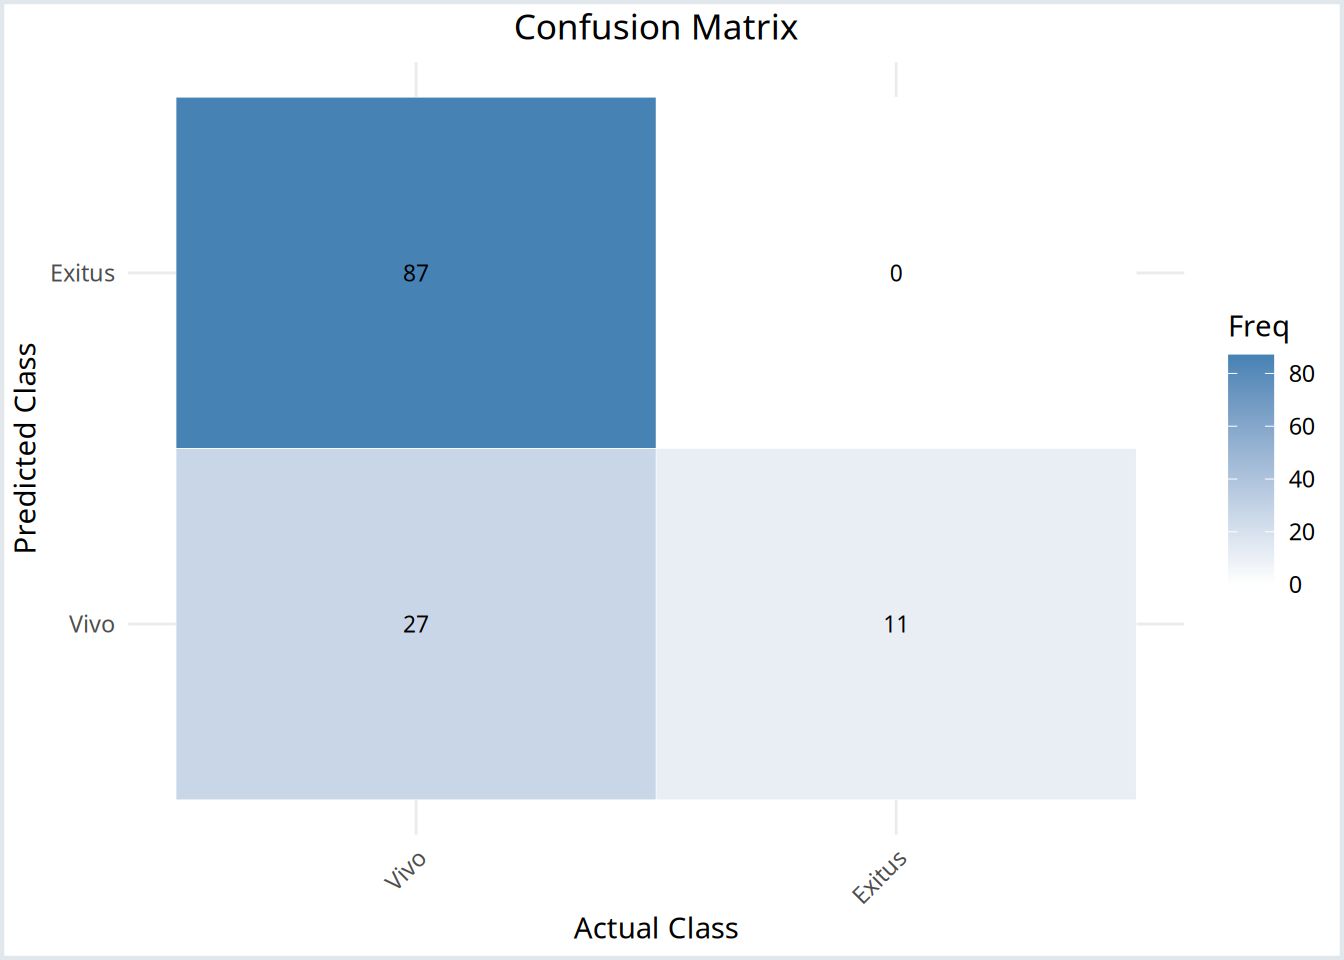 Confusion Matrix
Predicted Class
Exitus
Vivo
87
0
27
11
Vivo
Exitus
Actual Class
Freq
80
60
40
20
0